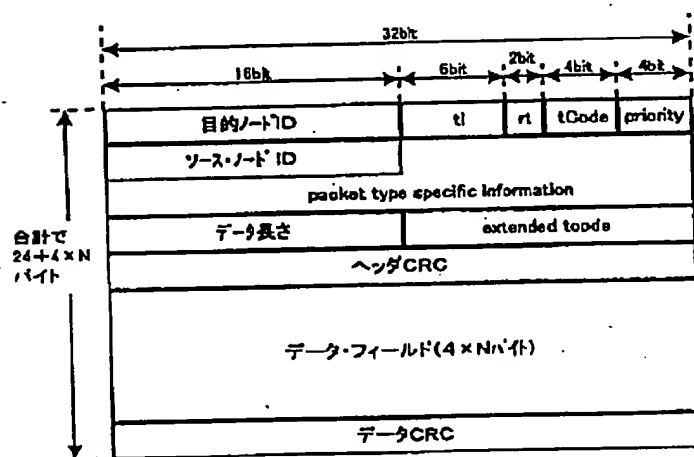 32bit
16bit 6bit 2bit 4bit 4bit
目的ノードID tl rt tCode priority
ソース・ノードID
packet type specific information
データ長さ extended tcode
ヘッダCRC
合計で
24+4×N
バイト
データ・フィールド(4×Nバイト)
データCRC